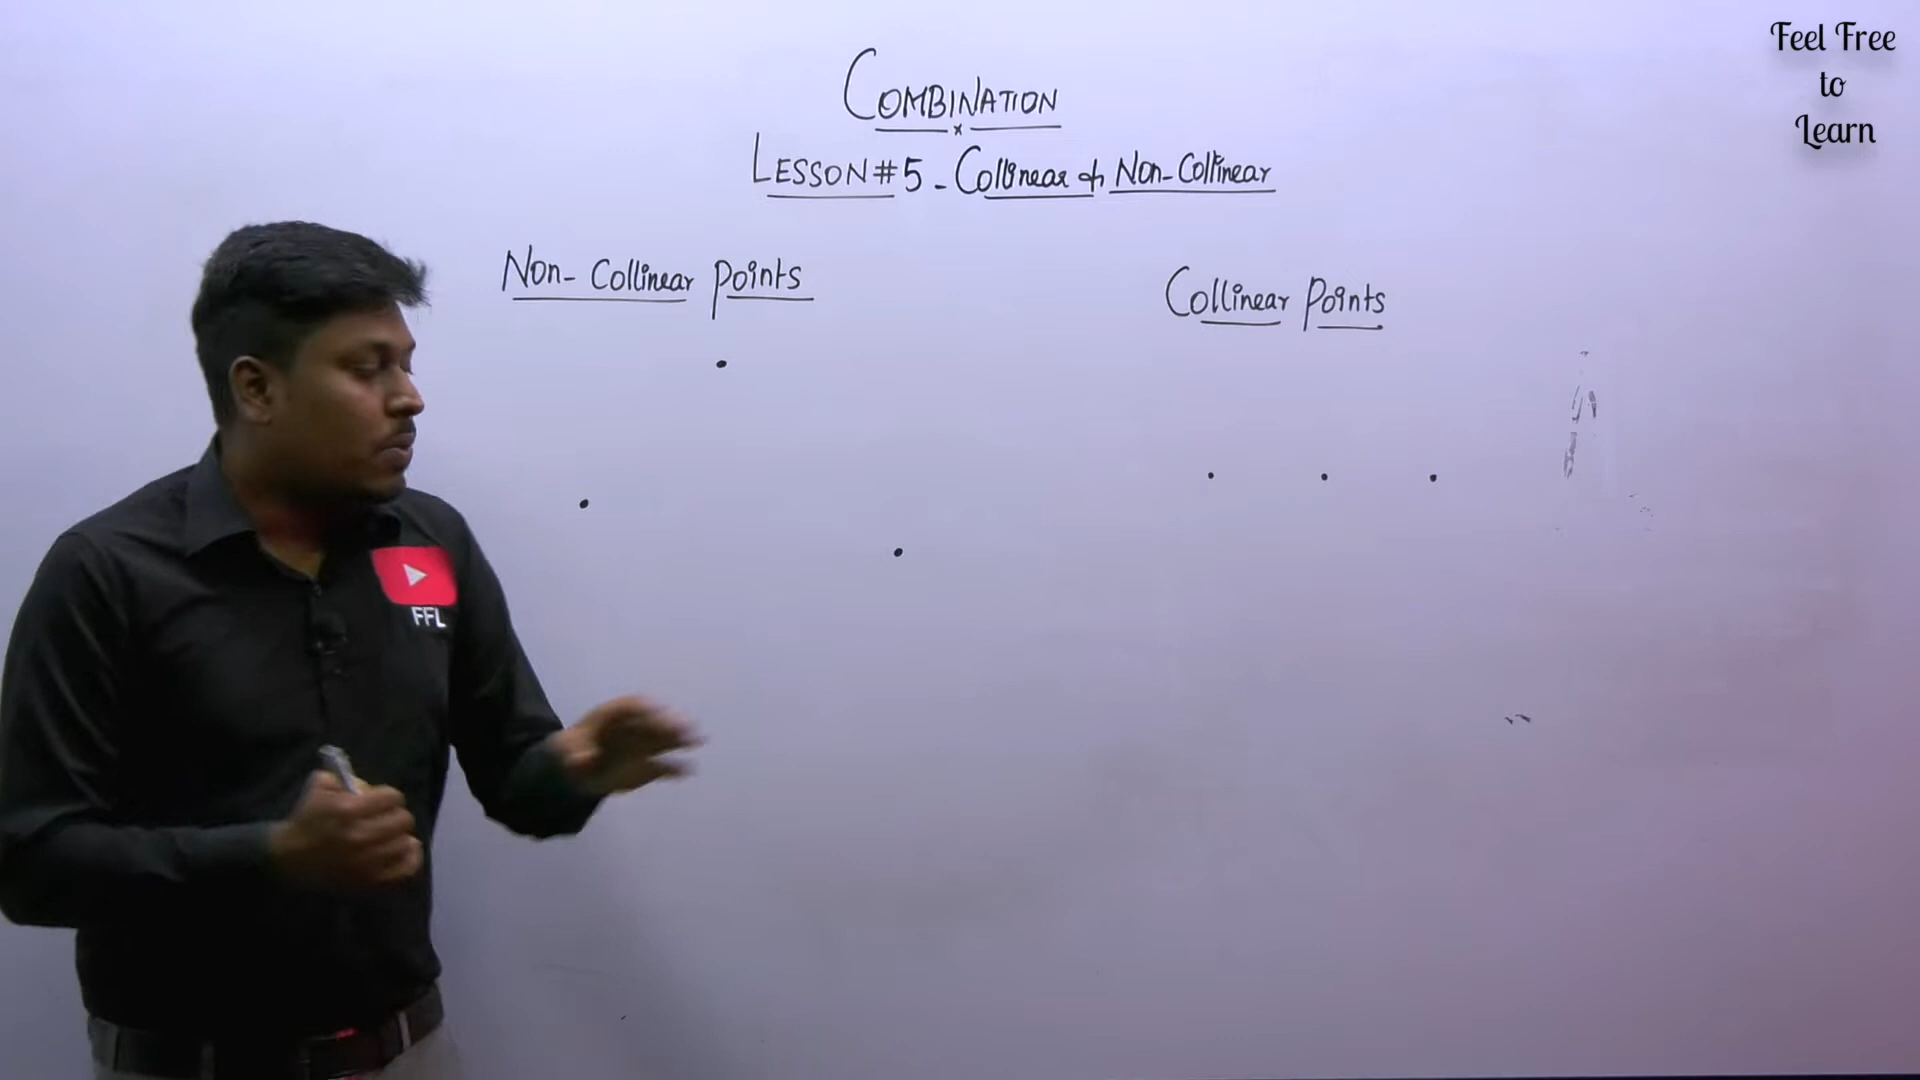 Feel Free
to
Learn
COMBINATION
LESSON#5 - Collinear & Non-Collinear
Non- Collinear points
Collinear points
FFL